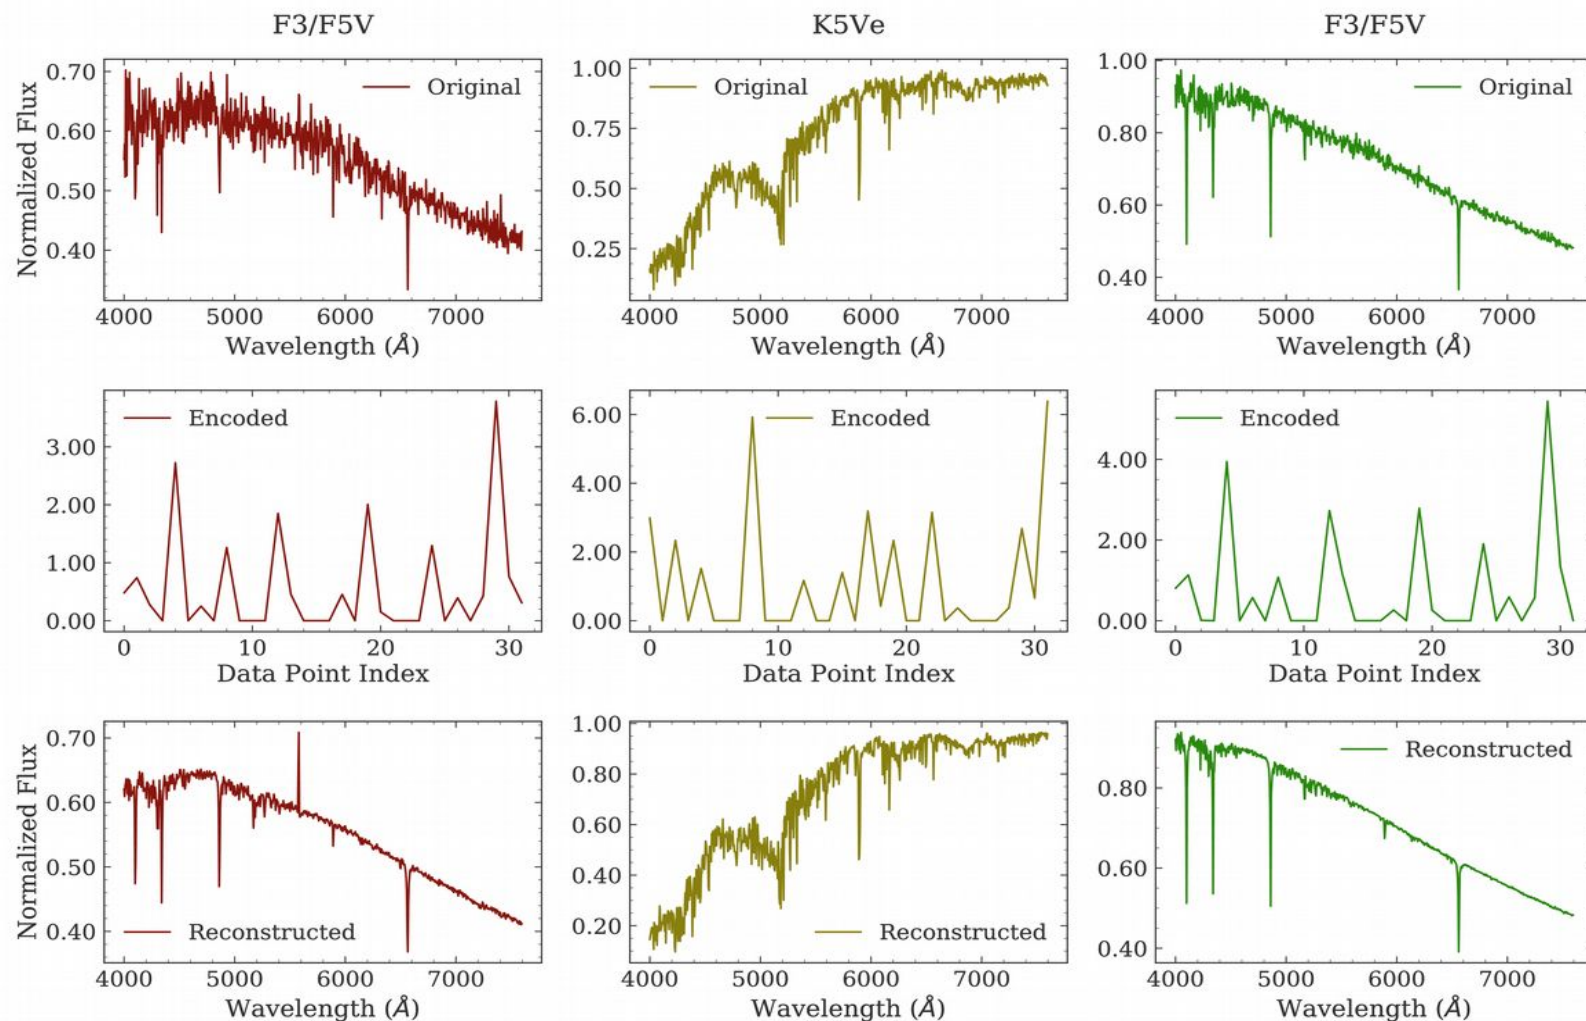 F3/F5V
K5Ve
F3/F5V
Normalized Flux
0.70
0.60
0.50
0.40
Original
4000 5000 6000 7000
Wavelength (Å)
1.00
0.75
0.50
0.25
Original
4000 5000 6000 7000
Wavelength (Å)
1.00
0.80
0.60
0.40
Original
4000 5000 6000 7000
Wavelength (Å)
3.00
2.00
1.00
0.00
Encoded
0 10 20 30
Data Point Index
6.00
4.00
2.00
0.00
Encoded
0 10 20 30
Data Point Index
4.00
2.00
0.00
Encoded
0 10 20 30
Data Point Index
Normalized Flux
0.70
0.60
0.50
0.40
Reconstructed
4000 5000 6000 7000
Wavelength (Å)
1.00
0.80
0.60
0.40
0.20
Reconstructed
4000 5000 6000 7000
Wavelength (Å)
0.80
0.60
0.40
Reconstructed
4000 5000 6000 7000
Wavelength (Å)